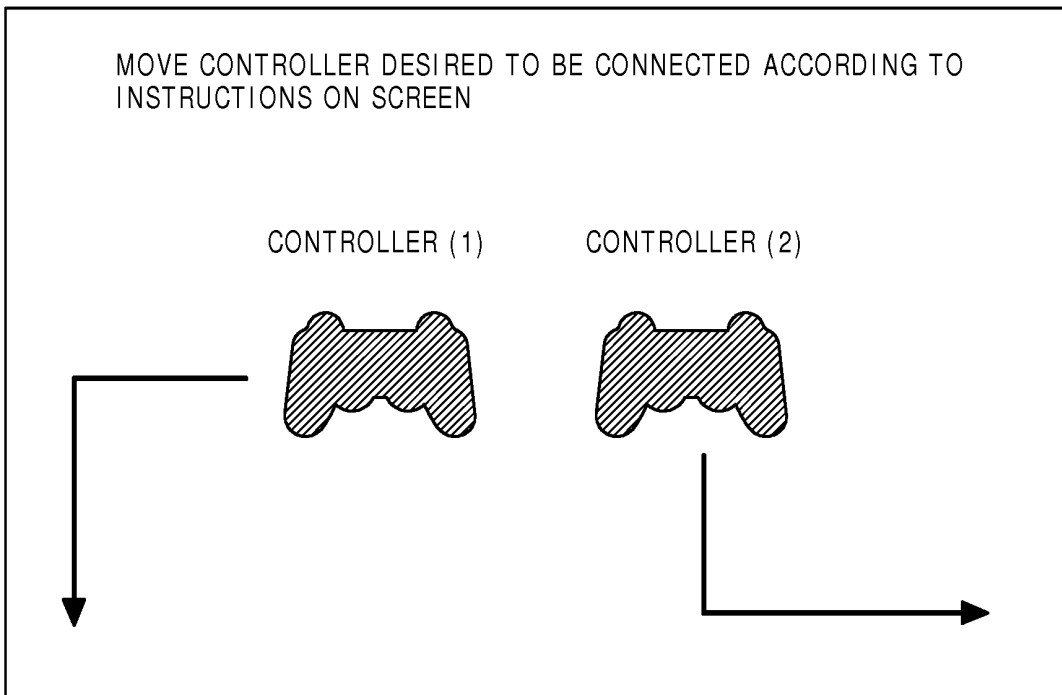 MOVE CONTROLLER DESIRED TO BE CONNECTED ACCORDING TO
INSTRUCTIONS ON SCREEN
CONTROLLER (1) CONTROLLER (2)